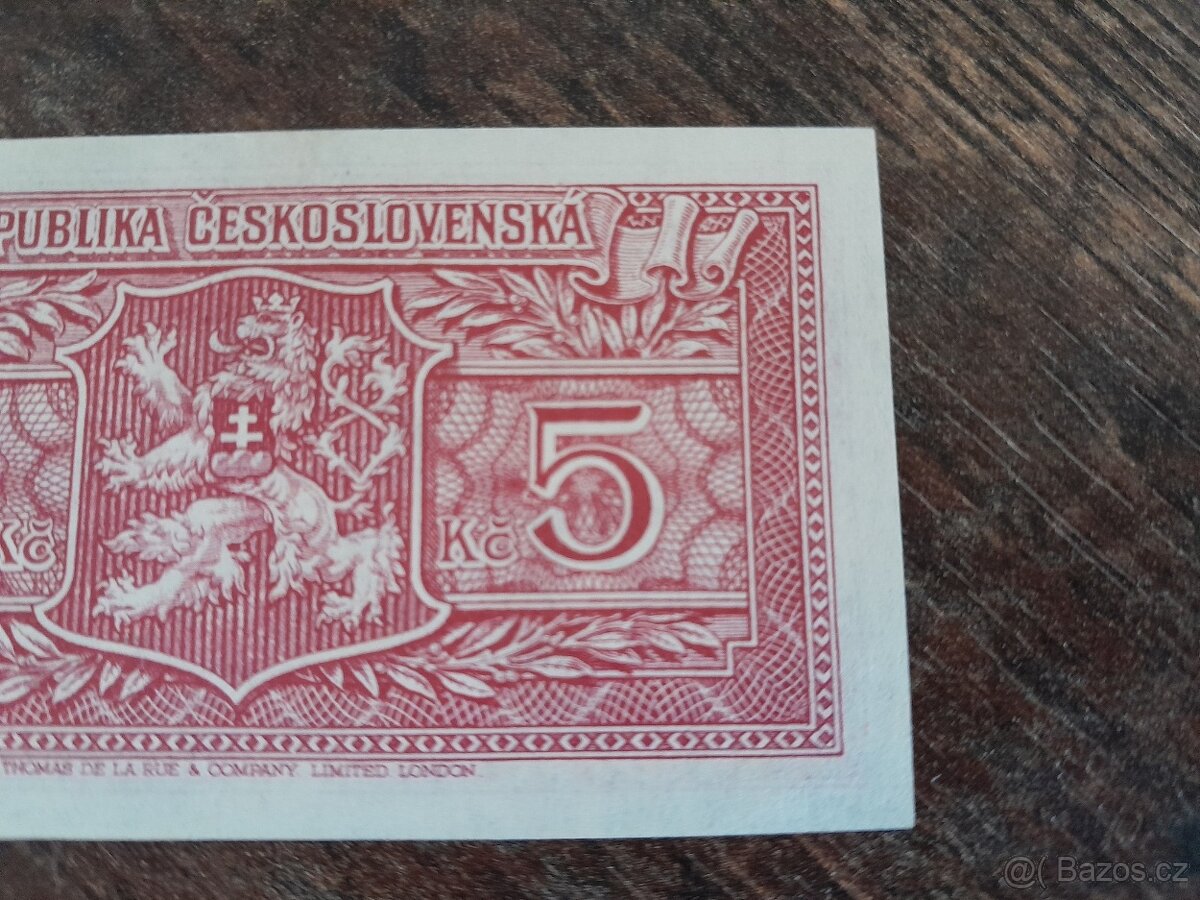 PUBLIKA ČESKOSLOVENSKÁ
Kč
Kč 5
THOMAS DE LA RUE & COMPANY, LIMITED, LONDON.
@( Bazos.cz